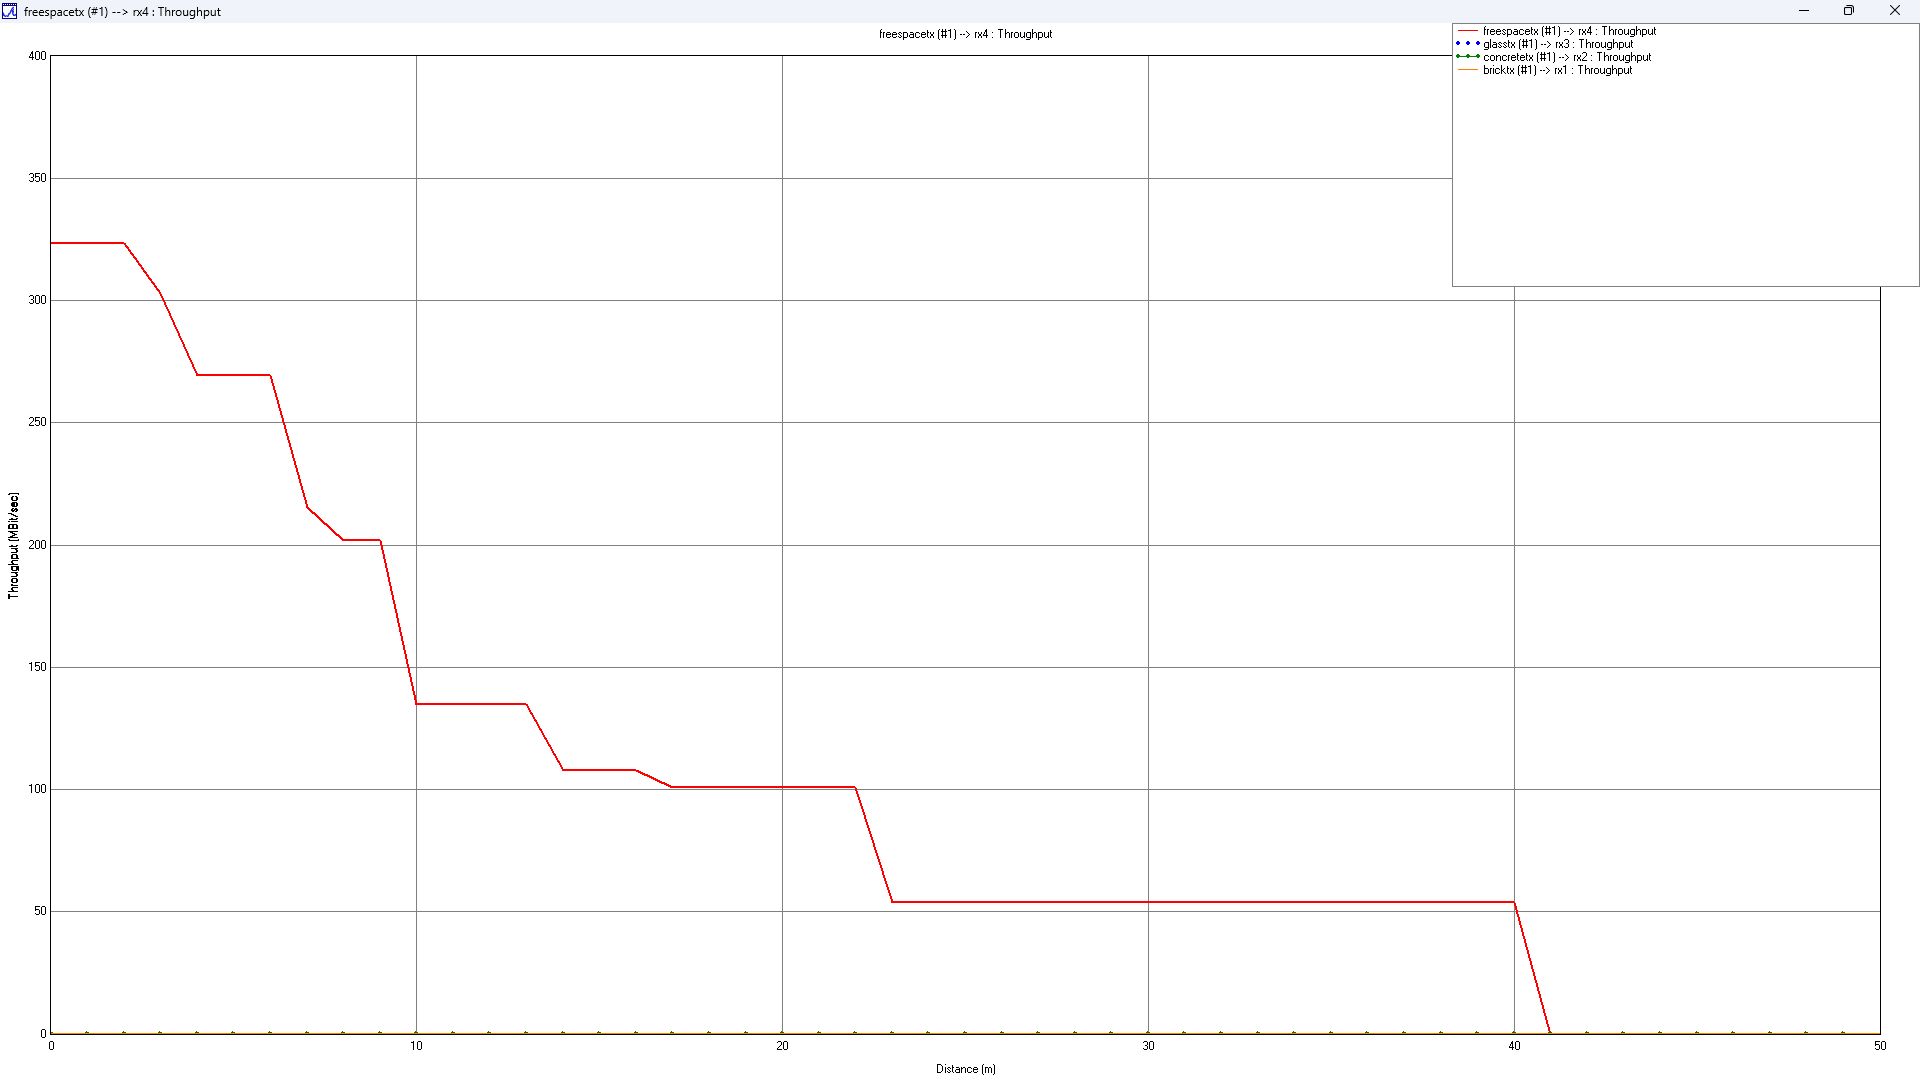 freespacetx (#1) --> rx4 : Throughput
freespacetx (#1) --> rx4 : Throughput
freespacetx (#1) --> rx4 : Throughput
glasstx (#1) --> rx3 : Throughput
concretetx (#1) --> rx2 : Throughput
bricktx (#1) --> rx1 : Throughput
400
350
300
250
200
150
100
50
0
Throughput (MBit/sec)
0 10 20 30 40 50
Distance (m)